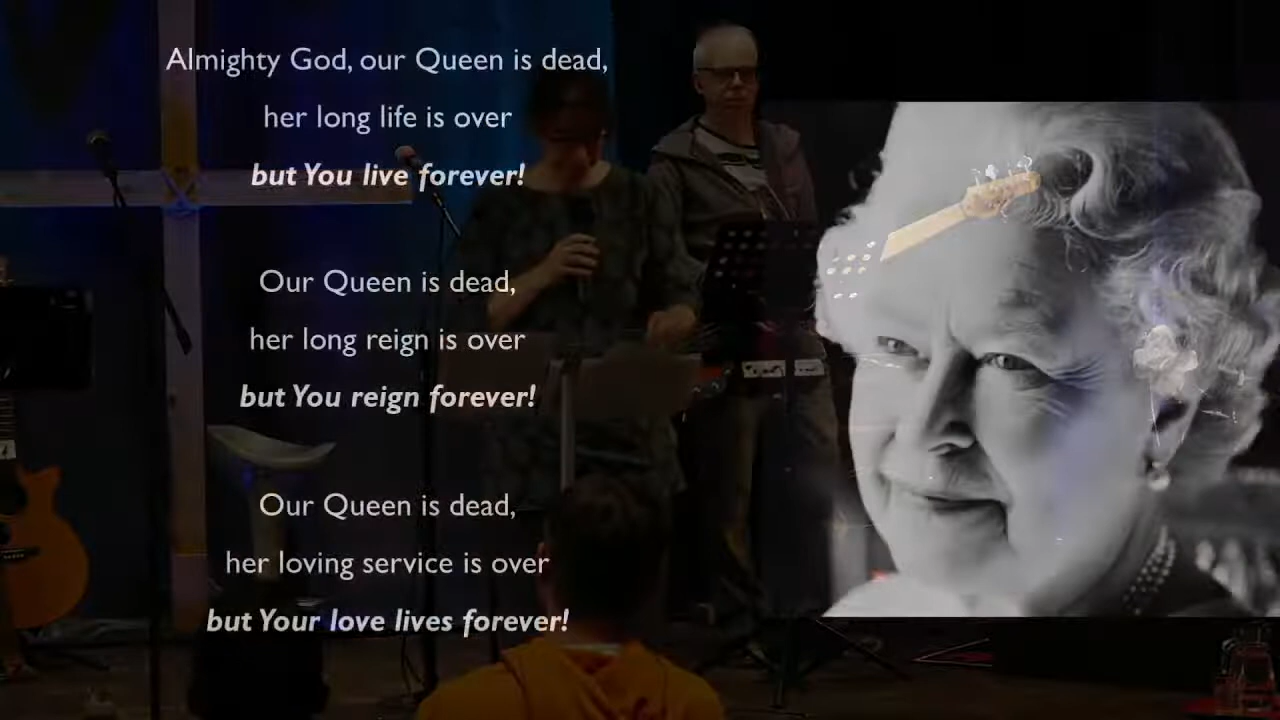 Almighty God, our Queen is dead,
her long life is over
but You live forever!
Our Queen is dead,
her long reign is over
but You reign forever!
Our Queen is dead,
her loving service is over
but Your love lives forever!